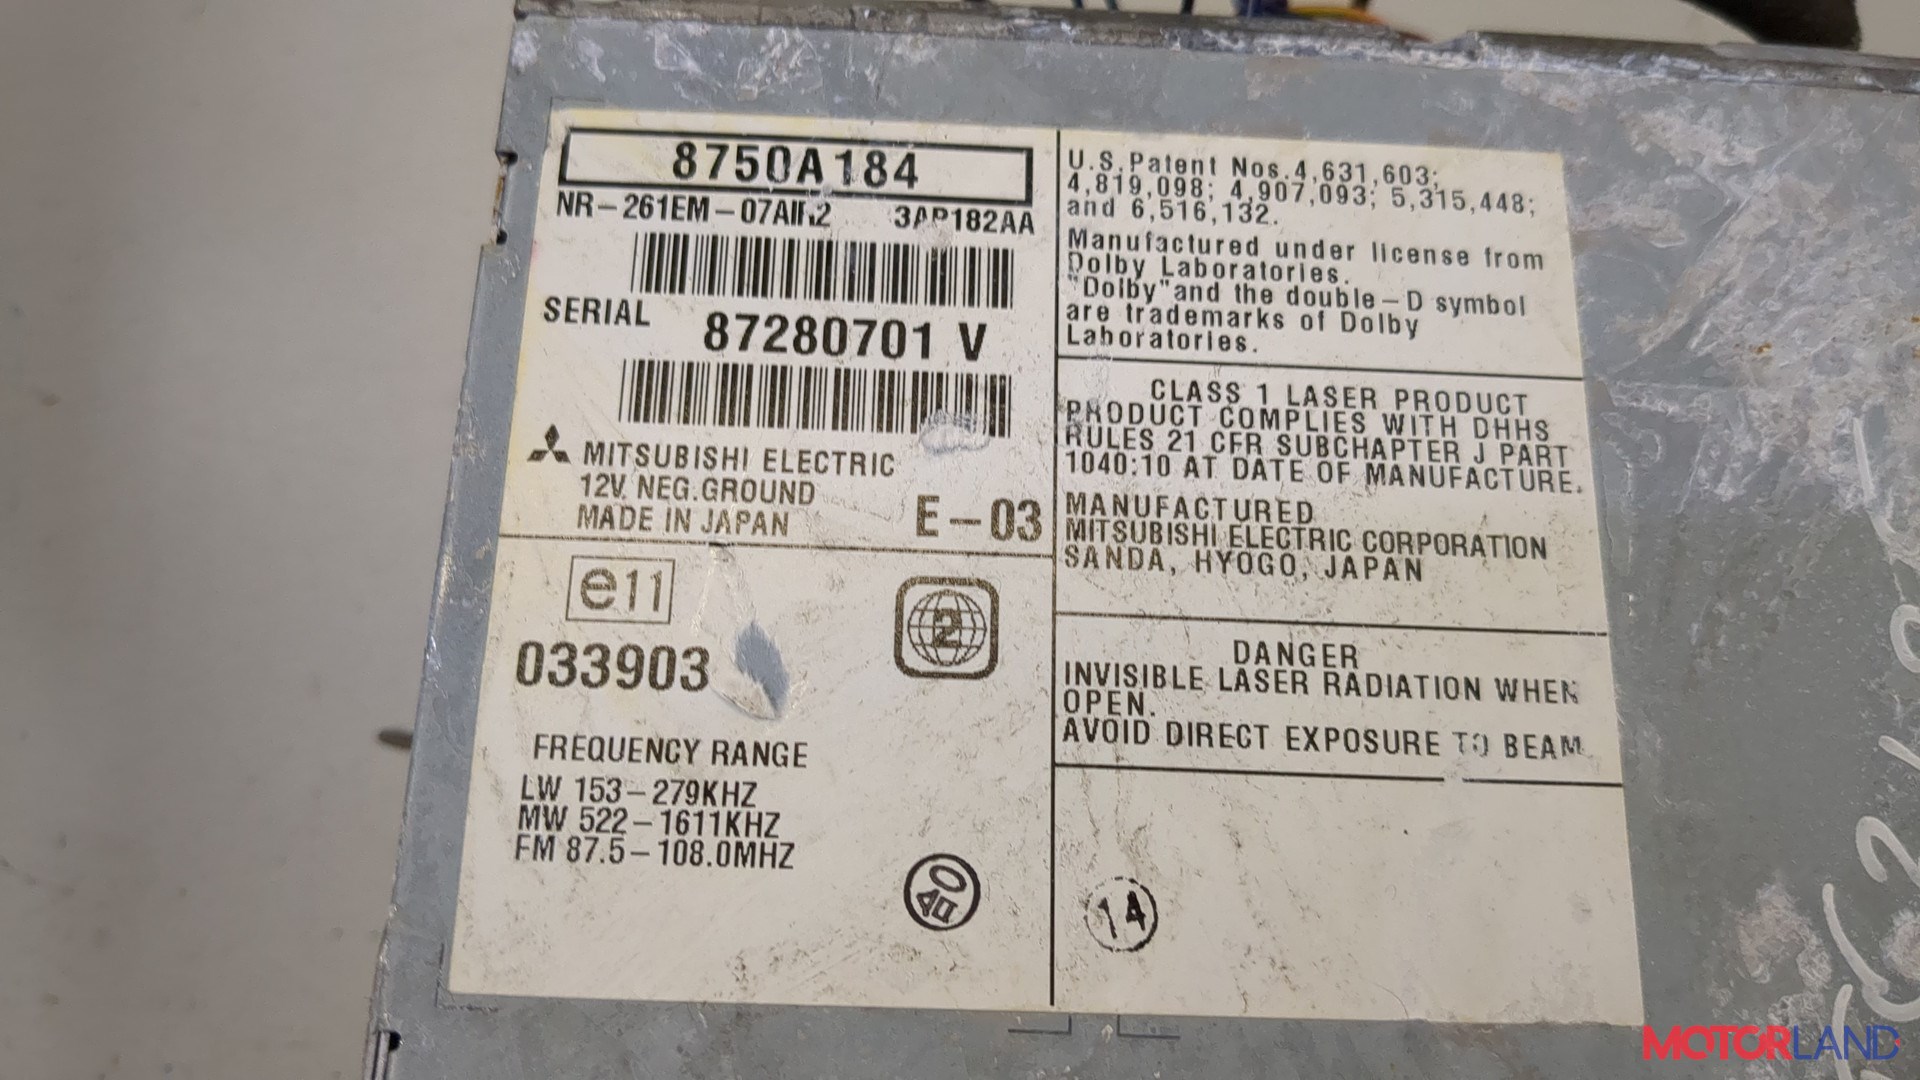 8750A184
3AP182AA
SERIAL 87280701 V
MITSUBISHI ELECTRIC
12V NEG.GROUND
MADE IN JAPAN
E-03
e11
2
033903
FREQUENCY RANGE
LW 153-279KHZ
MW 522-1611KHZ
FM 87.5-108.0MHZ
U.S.Patent Nos.4,631,603;
4,819,098; 4,907,093; 5,315,448;
and 6,516,132.
Manufactured under license from
Dolby Laboratories.
"Dolby"and the double-D symbol
are trademarks of Dolby
Laboratories.
CLASS 1 LASER PRODUCT
PRODUCT COMPLIES WITH DHHS
RULES 21 CFR SUBCHAPTER J PART
1040:10 AT DATE OF MANUFACTURE.
MANUFACTURED
MITSUBISHI ELECTRIC CORPORATION
SANDA, HYOGO, JAPAN
DANGER
INVISIBLE LASER RADIATION WHEN
OPEN.
AVOID DIRECT EXPOSURE TO BEAM
14
MOTORLAND